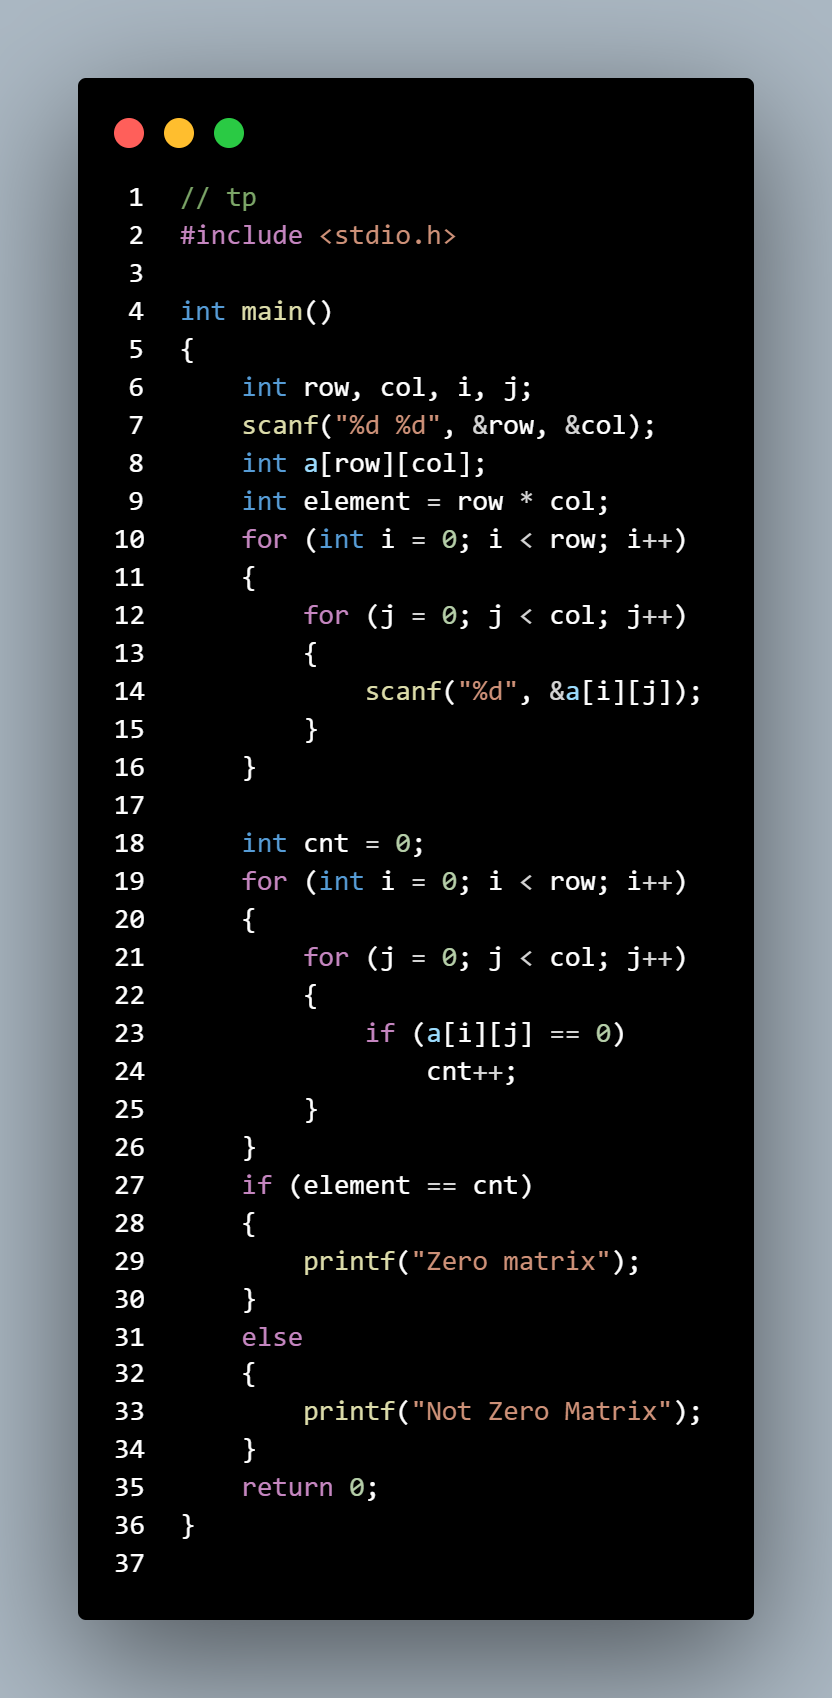 1 // tp
2 #include <stdio.h>
3
4 int main()
5 {
6     int row, col, i, j;
7     scanf("%d %d", &row, &col);
8     int a[row][col];
9     int element = row * col;
10     for (int i = 0; i < row; i++)
11     {
12         for (j = 0; j < col; j++)
13         {
14             scanf("%d", &a[i][j]);
15         }
16     }
17
18     int cnt = 0;
19     for (int i = 0; i < row; i++)
20     {
21         for (j = 0; j < col; j++)
22         {
23             if (a[i][j] == 0)
24                 cnt++;
25         }
26     }
27     if (element == cnt)
28     {
29         printf("Zero matrix");
30     }
31     else
32     {
33         printf("Not Zero Matrix");
34     }
35     return 0;
36 }
37